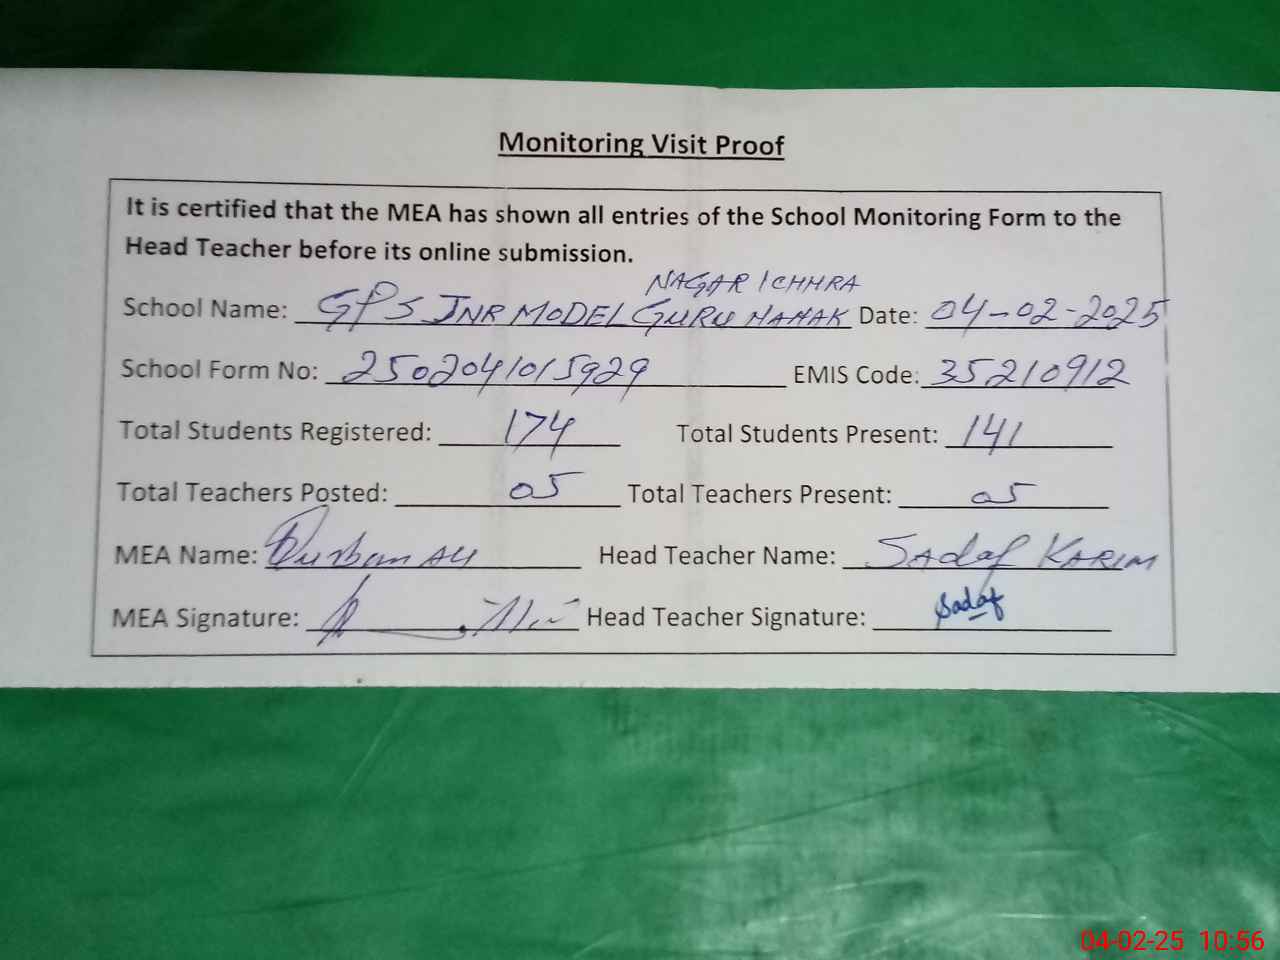 Monitoring Visit Proof
It is certified that the MEA has shown all entries of the School Monitoring Form to the
Head Teacher before its online submission.
NAGAR ICHHRA
School Name: GPS JNR MODEL GURU NANAK Date: 04-02-2025
School Form No: 2502041015929 EMIS Code: 35210912
Total Students Registered: 174 Total Students Present: 141
Total Teachers Posted: 05 Total Teachers Present: 05
MEA Name: Qurban Ali Head Teacher Name: Sadaf Karim
MEA Signature: Head Teacher Signature: Sadaf
04-02-25 10:56